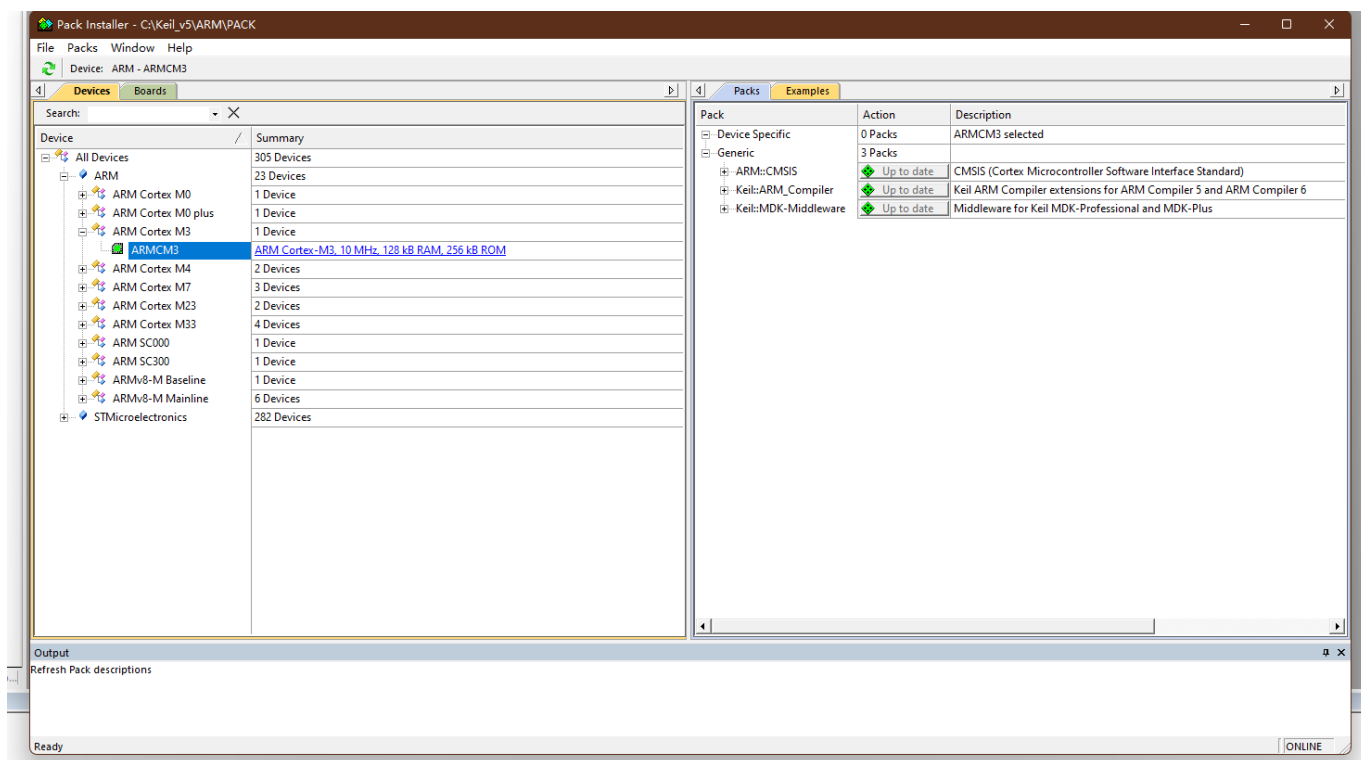 Pack Installer - C:\Keil_v5\ARM\PACK
File Packs Window Help
Device: ARM - ARMCM3
Devices Boards
Search:
Device Summary
All Devices 305 Devices
ARM 23 Devices
ARM Cortex M0 1 Device
ARM Cortex M0 plus 1 Device
ARM Cortex M3 1 Device
ARMCM3 ARM Cortex-M3, 10 MHz, 128 kB RAM, 256 kB ROM
ARM Cortex M4 2 Devices
ARM Cortex M7 3 Devices
ARM Cortex M23 2 Devices
ARM Cortex M33 4 Devices
ARM SC000 1 Device
ARM SC300 1 Device
ARMv8-M Baseline 1 Device
ARMv8-M Mainline 6 Devices
STMicroelectronics 282 Devices
Packs Examples
Pack Action Description
Device Specific 0 Packs ARMCM3 selected
Generic 3 Packs
ARM::CMSIS Up to date CMSIS (Cortex Microcontroller Software Interface Standard)
Keil::ARM_Compiler Up to date Keil ARM Compiler extensions for ARM Compiler 5 and ARM Compiler 6
Keil::MDK-Middleware Up to date Middleware for Keil MDK-Professional and MDK-Plus
Output
Refresh Pack descriptions
Ready ONLINE